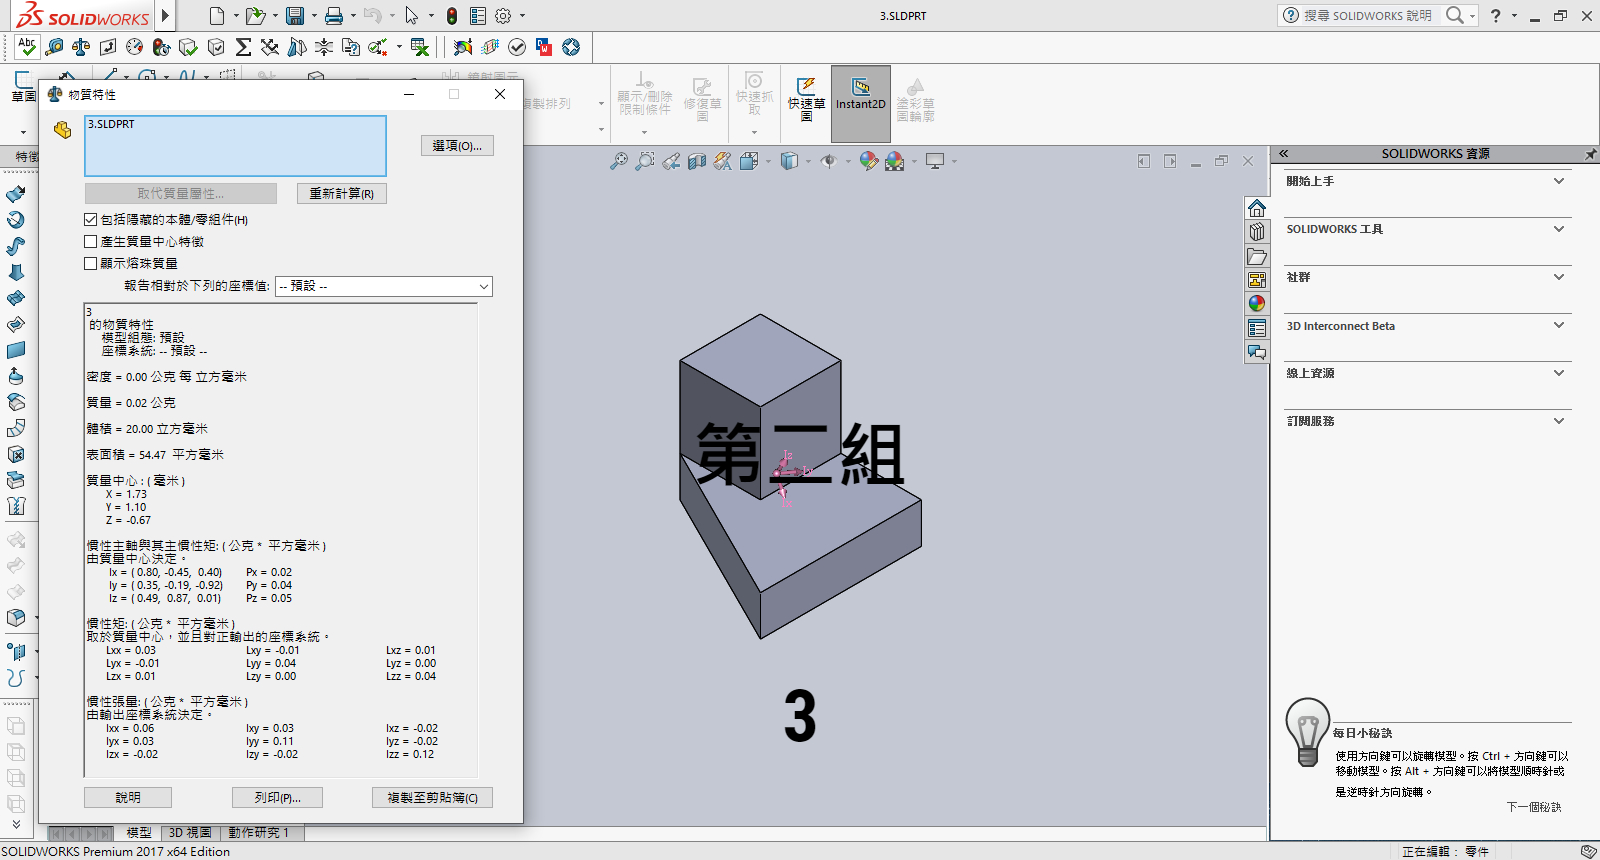 SOLIDWORKS
3.SLDPRT
搜尋 SOLIDWORKS 說明
?
Abc
草圖
鏡射圖元
複製排列
顯示/刪除限制條件
修復草圖
快速抓取
快速草圖
Instant2D
塗彩草圖輪廓
特徵
物質特性
3.SLDPRT
選項(O)...
取代質量屬性...
重新計算(R)
包括隱藏的本體/零組件(H)
產生質量中心特徵
顯示熔珠質量
報告相對於下列的座標值:
-- 預設 --
3
的物質特性
模型組態: 預設
座標系統: -- 預設 --
密度 = 0.00 公克 每 立方毫米
質量 = 0.02 公克
體積 = 20.00 立方毫米
表面積 = 54.47  平方毫米
質量中心 : ( 毫米 )
X = 1.73
Y = 1.10
Z = -0.67
慣性主軸與其主慣性矩: ( 公克 *  平方毫米 )
由質量中心決定。
Ix = ( 0.80, -0.45,  0.40)  Px = 0.02
Iy = ( 0.35, -0.19, -0.92)  Py = 0.04
Iz = ( 0.49,  0.87,  0.01)  Pz = 0.05
慣性矩: ( 公克 *  平方毫米 )
取於質量中心，並且對正輸出的座標系統。
Lxx = 0.03  Lxy = -0.01  Lxz = 0.01
Lyx = -0.01  Lyy = 0.04  Lyz = 0.00
Lzx = 0.01  Lzy = 0.00  Lzz = 0.04
慣性張量: ( 公克 *  平方毫米 )
由輸出座標系統決定。
Ixx = 0.06  Ixy = 0.03  Ixz = -0.02
Iyx = 0.03  Iyy = 0.11  Iyz = -0.02
Izx = -0.02  Izy = -0.02  Izz = 0.12
說明
列印(P)...
複製至剪貼簿(C)
第二組
3
SOLIDWORKS 資源
開始上手
SOLIDWORKS 工具
社群
3D Interconnect Beta
線上資源
訂閱服務
每日小秘訣
使用方向鍵可以旋轉模型。按 Ctrl + 方向鍵可以
移動模型。按 Alt + 方向鍵可以將模型順時針或
是逆時針方向旋轉。
下一個秘訣
模型
3D 視圖
動作研究 1
SOLIDWORKS Premium 2017 x64 Edition
正在編輯： 零件